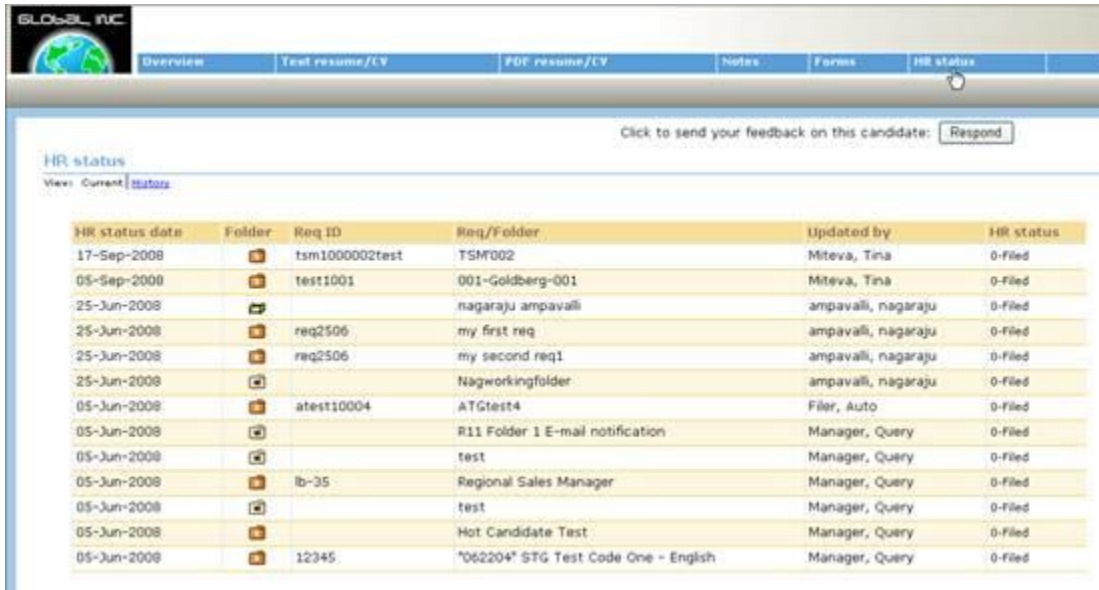 GLOBAL, INC.
Overview Text resume/CV PDF resume/CV Notes Forms HR status
Click to send your feedback on this candidate: Respond
HR status
View: Current History
HR status date Folder Req ID Req/Folder Updated by HR status
17-Sep-2008 tsm1000002test TSM'002 Miteva, Tina 0-Filed
05-Sep-2008 test1001 001-Goldberg-001 Miteva, Tina 0-Filed
25-Jun-2008 nagaraju ampavalli ampavalli, nagaraju 0-Filed
25-Jun-2008 req2506 my first req ampavalli, nagaraju 0-Filed
25-Jun-2008 req2506 my second req1 ampavalli, nagaraju 0-Filed
25-Jun-2008 Nagworkingfolder ampavalli, nagaraju 0-Filed
05-Jun-2008 atest10004 ATGtest4 Filer, Auto 0-Filed
05-Jun-2008 R11 Folder 1 E-mail notification Manager, Query 0-Filed
05-Jun-2008 test Manager, Query 0-Filed
05-Jun-2008 lb-35 Regional Sales Manager Manager, Query 0-Filed
05-Jun-2008 test Manager, Query 0-Filed
05-Jun-2008 Hot Candidate Test Manager, Query 0-Filed
05-Jun-2008 12345 "062204" STG Test Code One - English Manager, Query 0-Filed